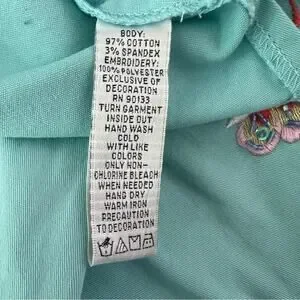 BODY:
97% COTTON
3% SPANDEX
EMBROIDERY:
100% POLYESTER
EXCLUSIVE OF
DECORATION
RN 90133
TURN GARMENT
INSIDE OUT
HAND WASH
COLD
WITH LIKE
COLORS
ONLY NON-
CHLORINE BLEACH
WHEN NEEDED
HANG DRY
WARM IRON
PRECAUTION
TO DECORATION